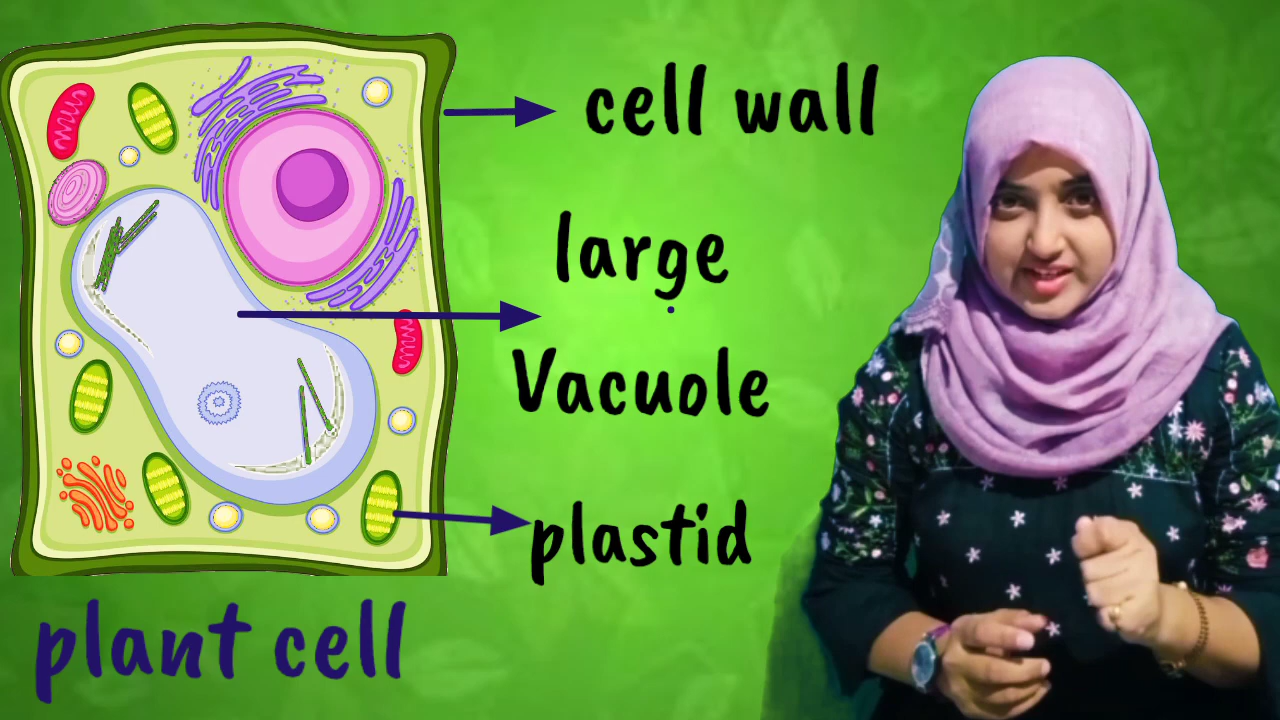 cell wall
large
Vacuole
plastid
plant cell